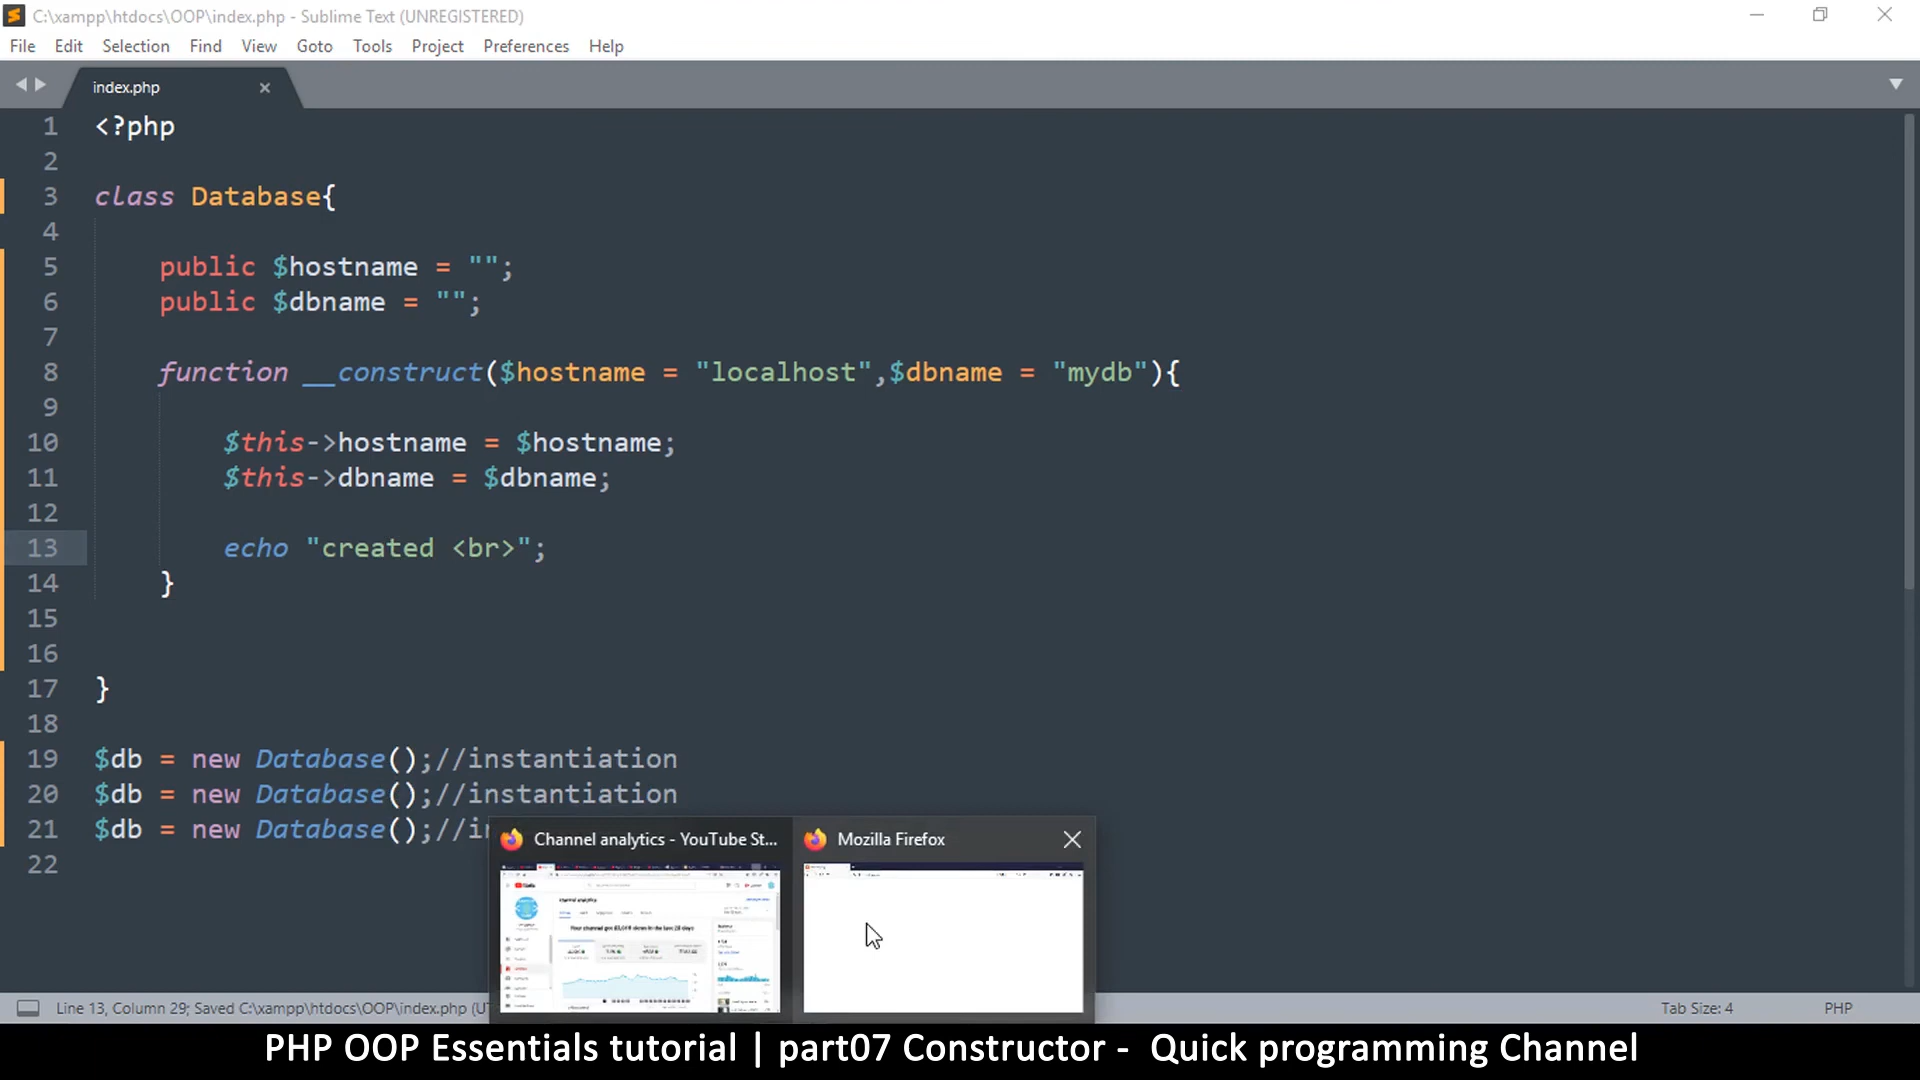 C:\xampp\htdocs\OOP\index.php - Sublime Text (UNREGISTERED)
File Edit Selection Find View Goto Tools Project Preferences Help
index.php
1 <?php
2
3 class Database{
4
5 public $hostname = "";
6 public $dbname = "";
7
8 function __construct($hostname = "localhost",$dbname = "mydb"){
9
10 $this->hostname = $hostname;
11 $this->dbname = $dbname;
12
13 echo "created <br>";
14 }
15
16
17 }
18
19 $db = new Database();//instantiation
20 $db = new Database();//instantiation
21 $db = new Database();//in
22
Channel analytics - YouTube St...
Mozilla Firefox
Line 13, Column 29; Saved C:\xampp\htdocs\OOP\index.php (U
Tab Size: 4
PHP
PHP OOP Essentials tutorial | part07 Constructor - Quick programming Channel